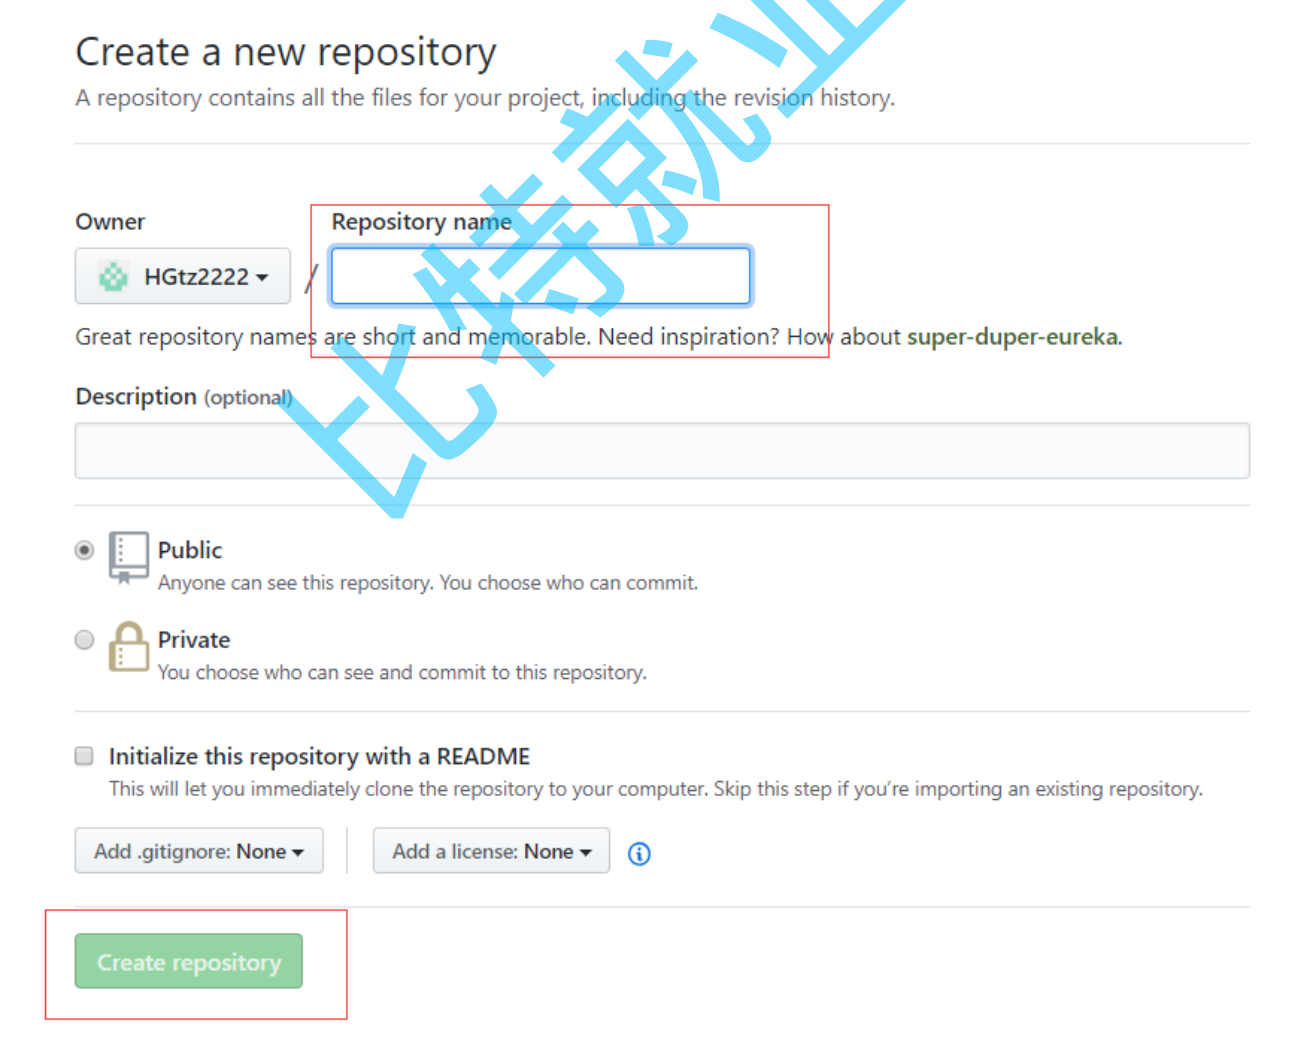 Create a new repository
A repository contains all the files for your project, including the revision history.
Owner
Repository name
HGtz2222
/
Great repository names are short and memorable. Need inspiration? How about super-duper-eureka.
Description (optional)
Public
Anyone can see this repository. You choose who can commit.
Private
You choose who can see and commit to this repository.
Initialize this repository with a README
This will let you immediately clone the repository to your computer. Skip this step if you’re importing an existing repository.
Add .gitignore: None
Add a license: None
Create repository
比特就业